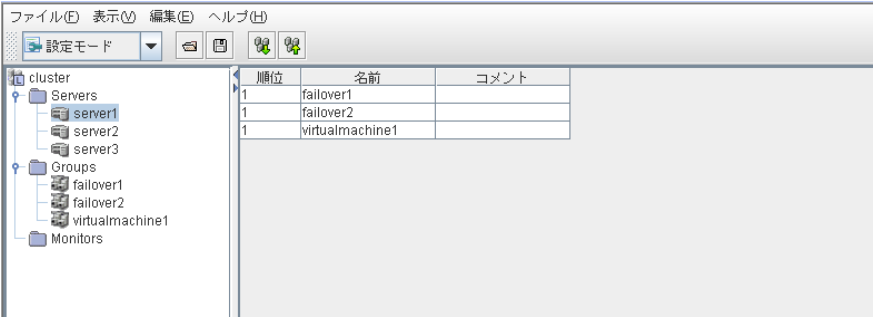 ファイル(F) 表示(V) 編集(E) ヘルプ(H)
設定モード
cluster
Servers
server1
server2
server3
Groups
failover1
failover2
virtualmachine1
Monitors
順位 名前 コメント
1 failover1
1 failover2
1 virtualmachine1